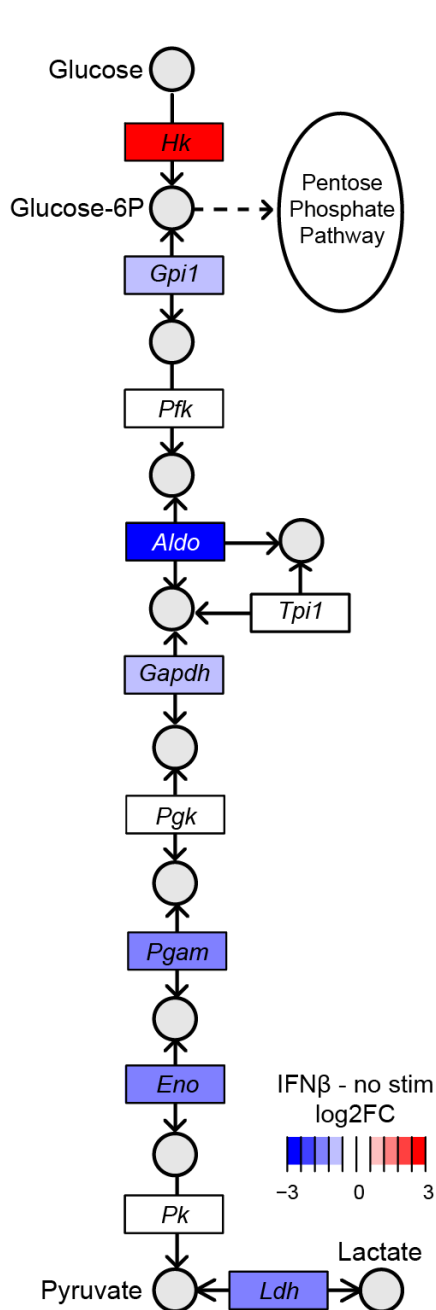 Glucose
Hk
Glucose-6P
Pentose
Phosphate
Pathway
Gpi1
Pfk
Aldo
Tpi1
Gapdh
Pgk
Pgam
Eno
IFNβ - no stim
log2FC
−3 0 3
Pk
Lactate
Pyruvate
Ldh